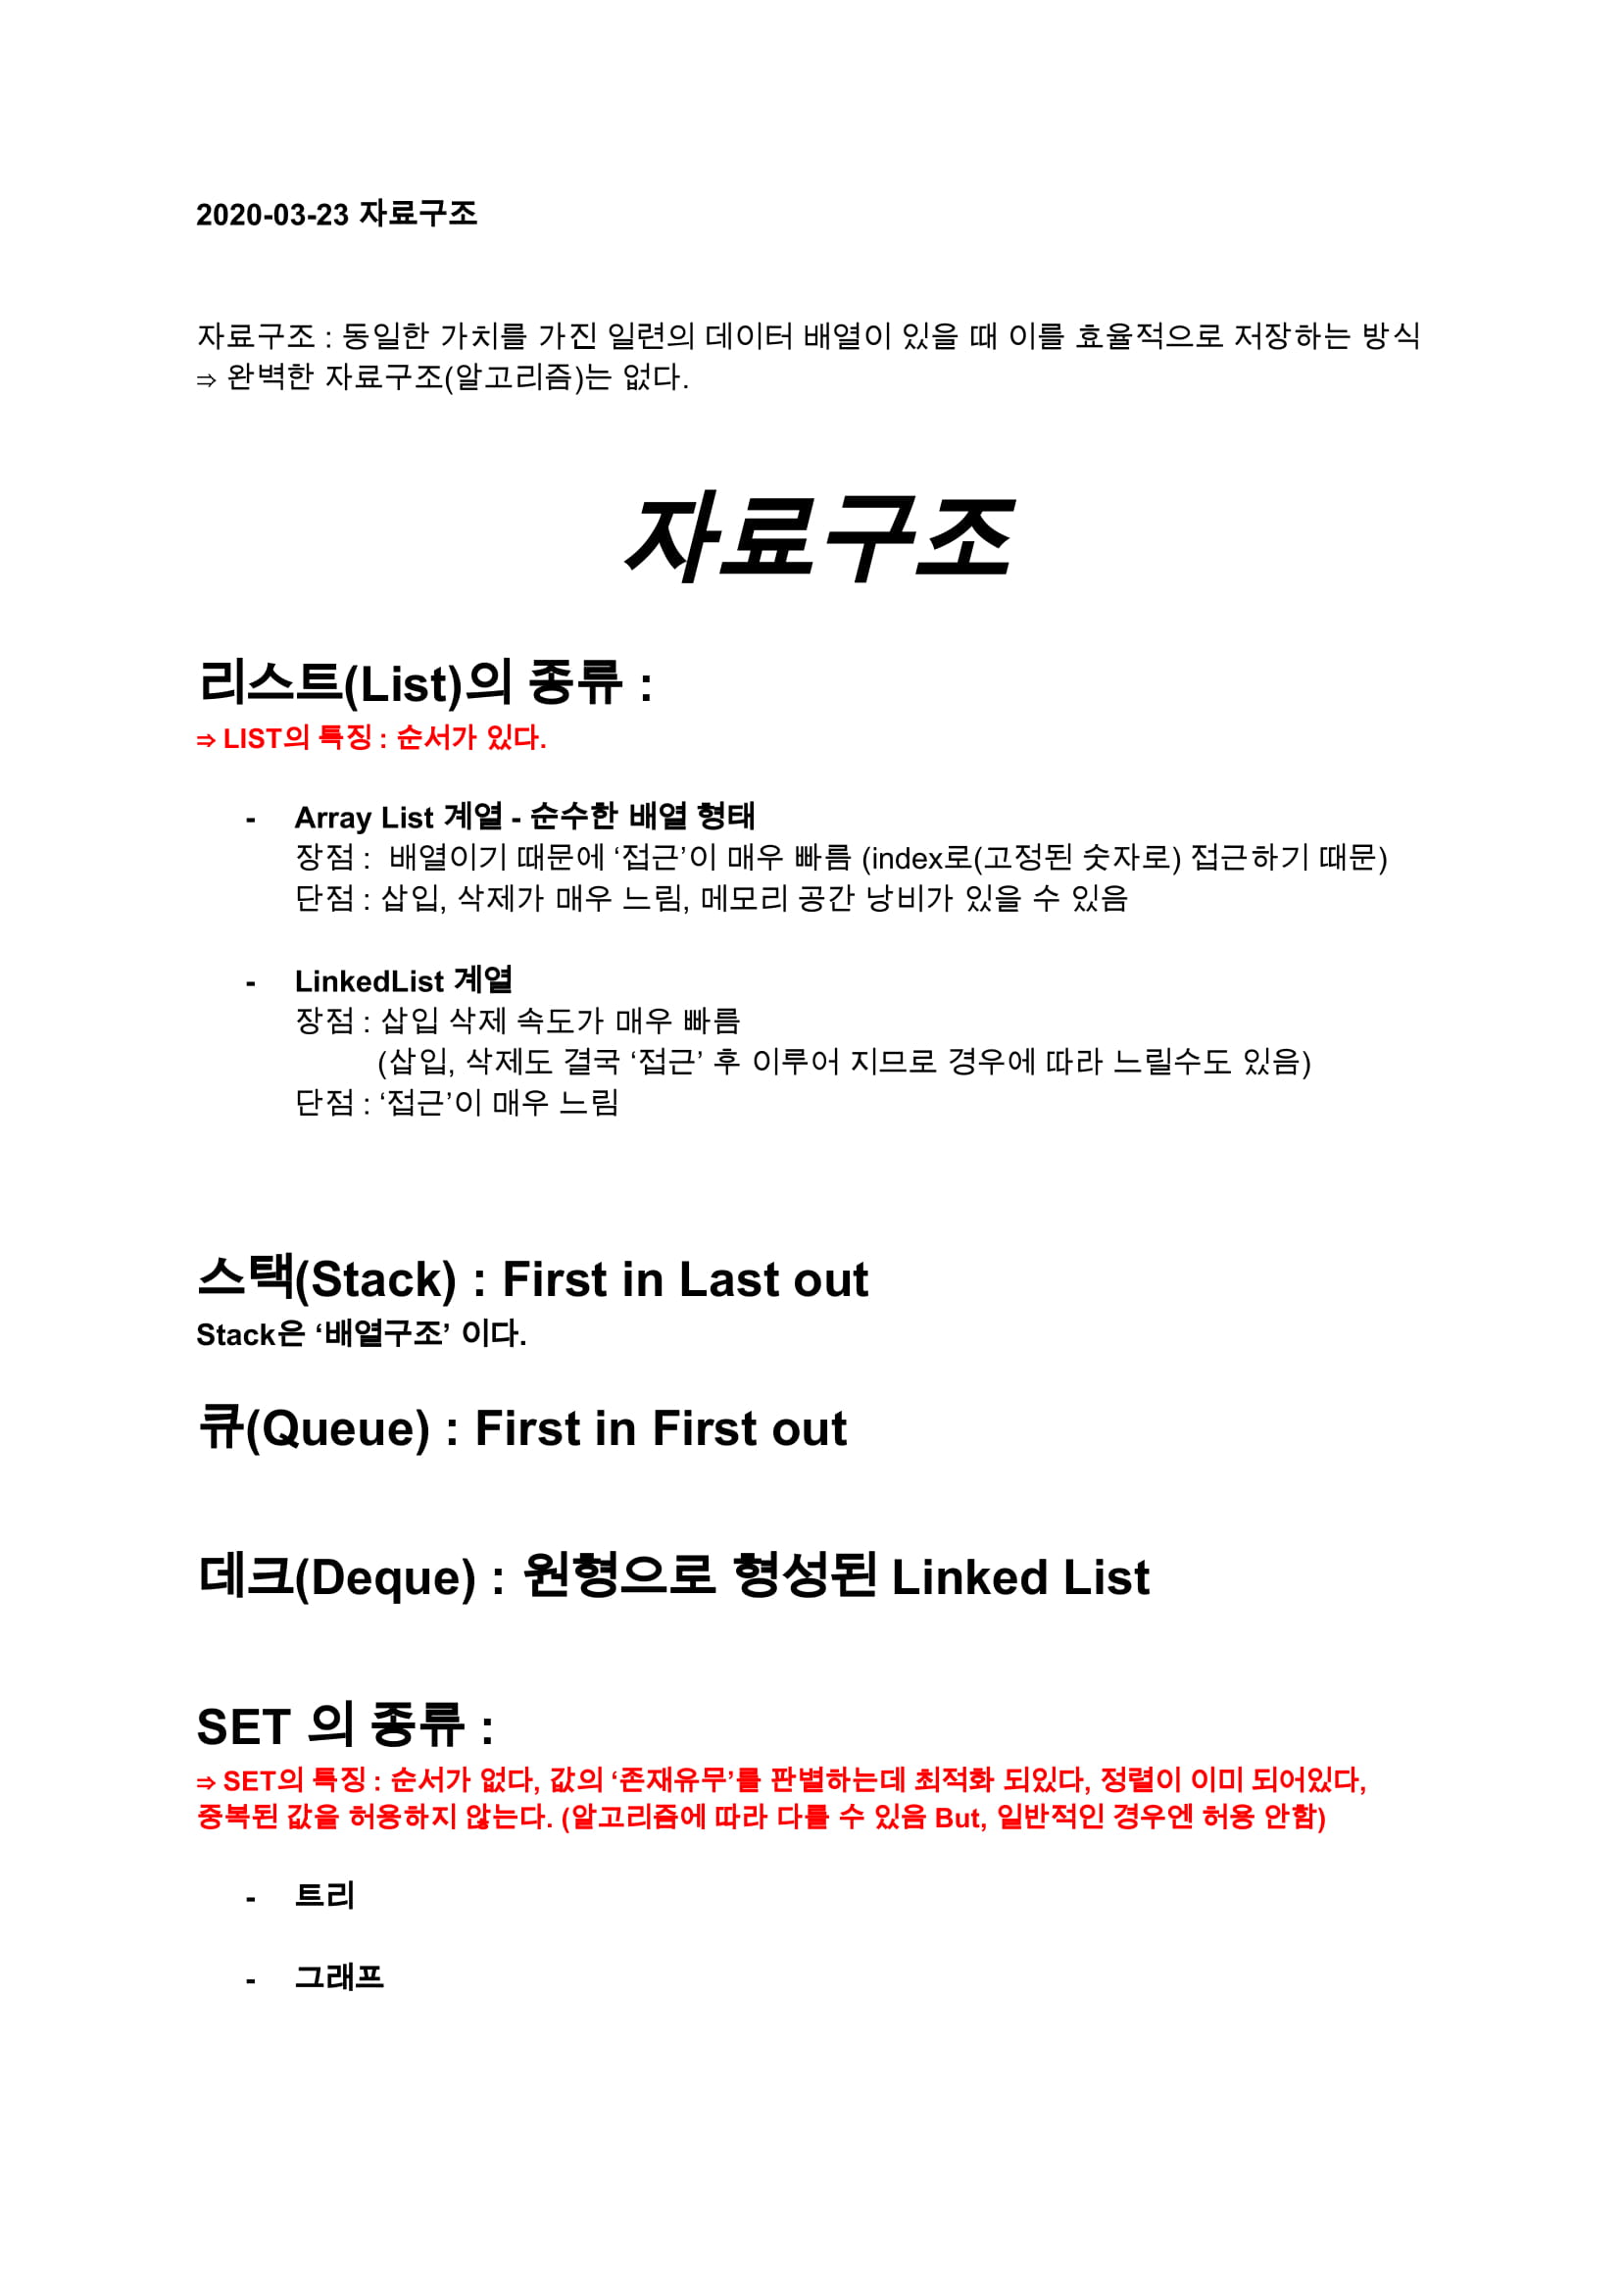 2020-03-23 자료구조
자료구조 : 동일한 가치를 가진 일련의 데이터 배열이 있을 때 이를 효율적으로 저장하는 방식
⇒ 완벽한 자료구조(알고리즘)는 없다.
자료구조
리스트(List)의 종류 :
⇒ LIST의 특징 : 순서가 있다.
- Array List 계열 - 순수한 배열 형태
장점 : 배열이기 때문에 ‘접근’이 매우 빠름 (index로(고정된 숫자로) 접근하기 때문)
단점 : 삽입, 삭제가 매우 느림, 메모리 공간 낭비가 있을 수 있음
- LinkedList 계열
장점 : 삽입 삭제 속도가 매우 빠름
(삽입, 삭제도 결국 ‘접근’ 후 이루어 지므로 경우에 따라 느릴수도 있음)
단점 : ‘접근’이 매우 느림
스택(Stack) : First in Last out
Stack은 ‘배열구조’ 이다.
큐(Queue) : First in First out
데크(Deque) : 원형으로 형성된 Linked List
SET 의 종류 :
⇒ SET의 특징 : 순서가 없다, 값의 ‘존재유무’를 판별하는데 최적화 되있다, 정렬이 이미 되어있다,
중복된 값을 허용하지 않는다. (알고리즘에 따라 다를 수 있음 But, 일반적인 경우엔 허용 안함)
- 트리
- 그래프